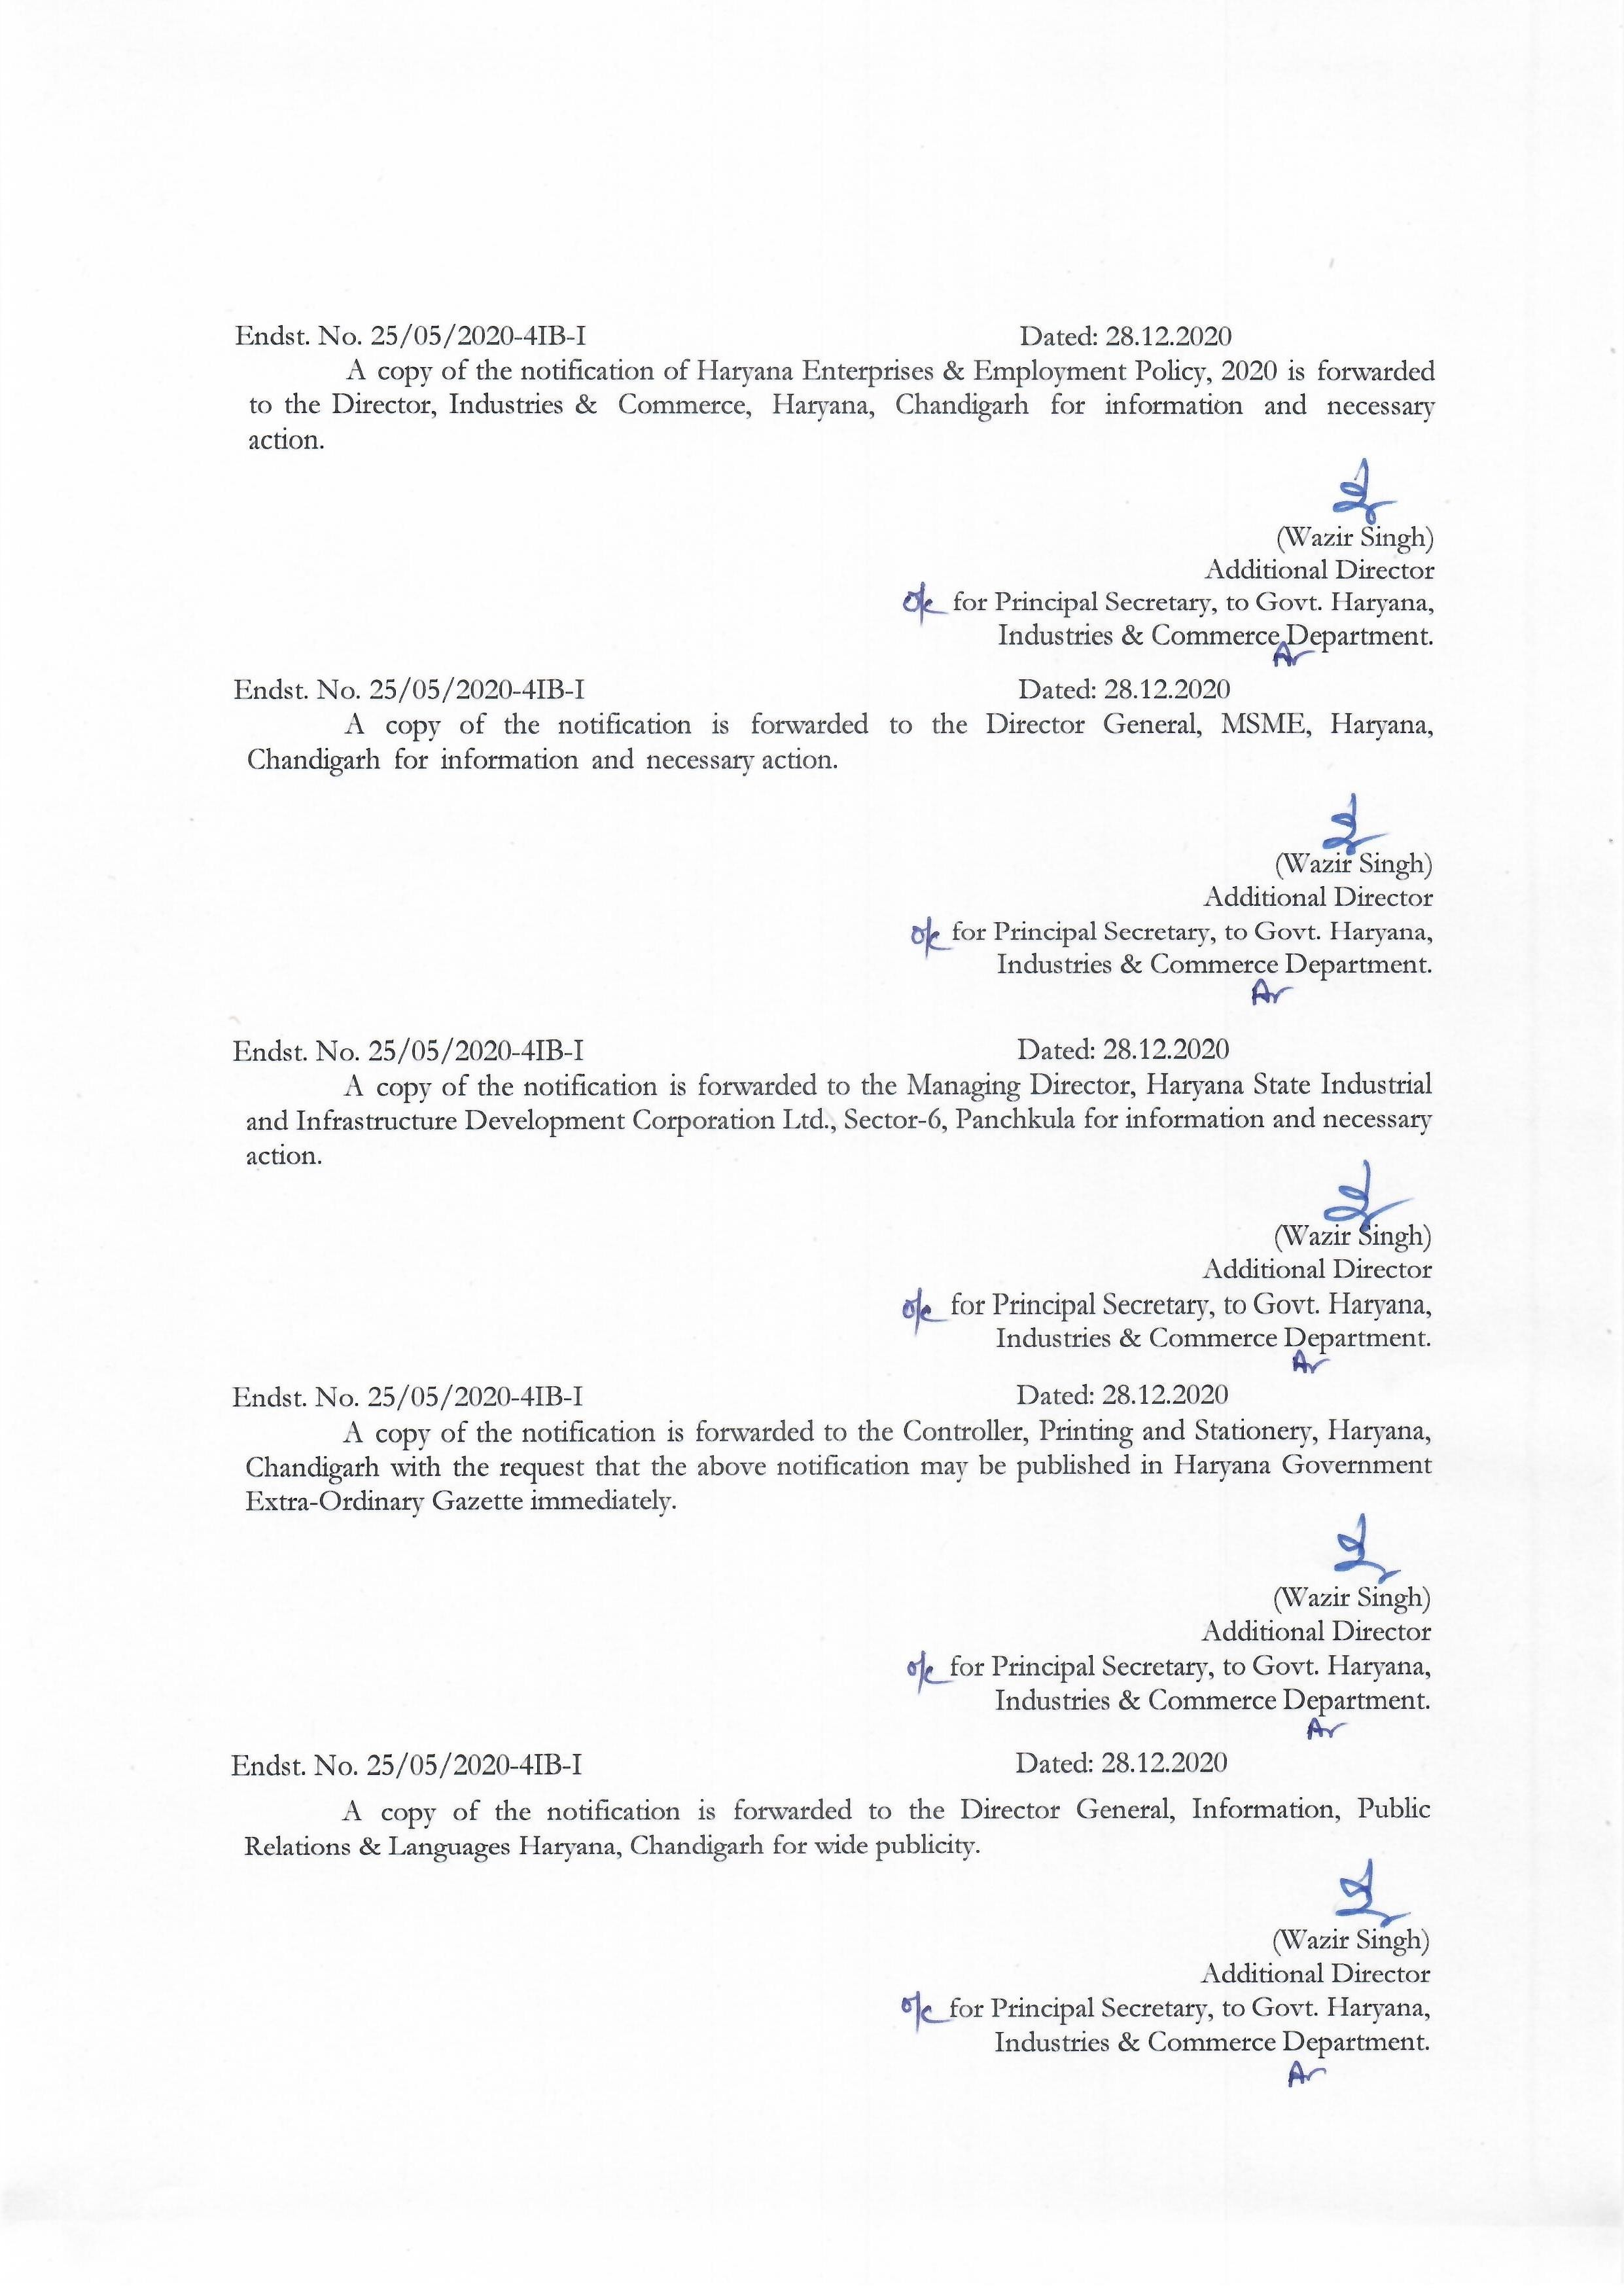 Endst. No. 25/05/2020-4IB-I Dated: 28.12.2020
A copy of the notification of Haryana Enterprises & Employment Policy, 2020 is forwarded
to the Director, Industries & Commerce, Haryana, Chandigarh for information and necessary
action.
(Wazir Singh)
Additional Director
o/c for Principal Secretary, to Govt. Haryana,
Industries & Commerce Department.
Endst. No. 25/05/2020-4IB-I Dated: 28.12.2020
A copy of the notification is forwarded to the Director General, MSME, Haryana,
Chandigarh for information and necessary action.
(Wazir Singh)
Additional Director
o/c for Principal Secretary, to Govt. Haryana,
Industries & Commerce Department.
Endst. No. 25/05/2020-4IB-I Dated: 28.12.2020
A copy of the notification is forwarded to the Managing Director, Haryana State Industrial
and Infrastructure Development Corporation Ltd., Sector-6, Panchkula for information and necessary
action.
(Wazir Singh)
Additional Director
o/c for Principal Secretary, to Govt. Haryana,
Industries & Commerce Department.
Endst. No. 25/05/2020-4IB-I Dated: 28.12.2020
A copy of the notification is forwarded to the Controller, Printing and Stationery, Haryana,
Chandigarh with the request that the above notification may be published in Haryana Government
Extra-Ordinary Gazette immediately.
(Wazir Singh)
Additional Director
o/c for Principal Secretary, to Govt. Haryana,
Industries & Commerce Department.
Endst. No. 25/05/2020-4IB-I Dated: 28.12.2020
A copy of the notification is forwarded to the Director General, Information, Public
Relations & Languages Haryana, Chandigarh for wide publicity.
(Wazir Singh)
Additional Director
o/c for Principal Secretary, to Govt. Haryana,
Industries & Commerce Department.